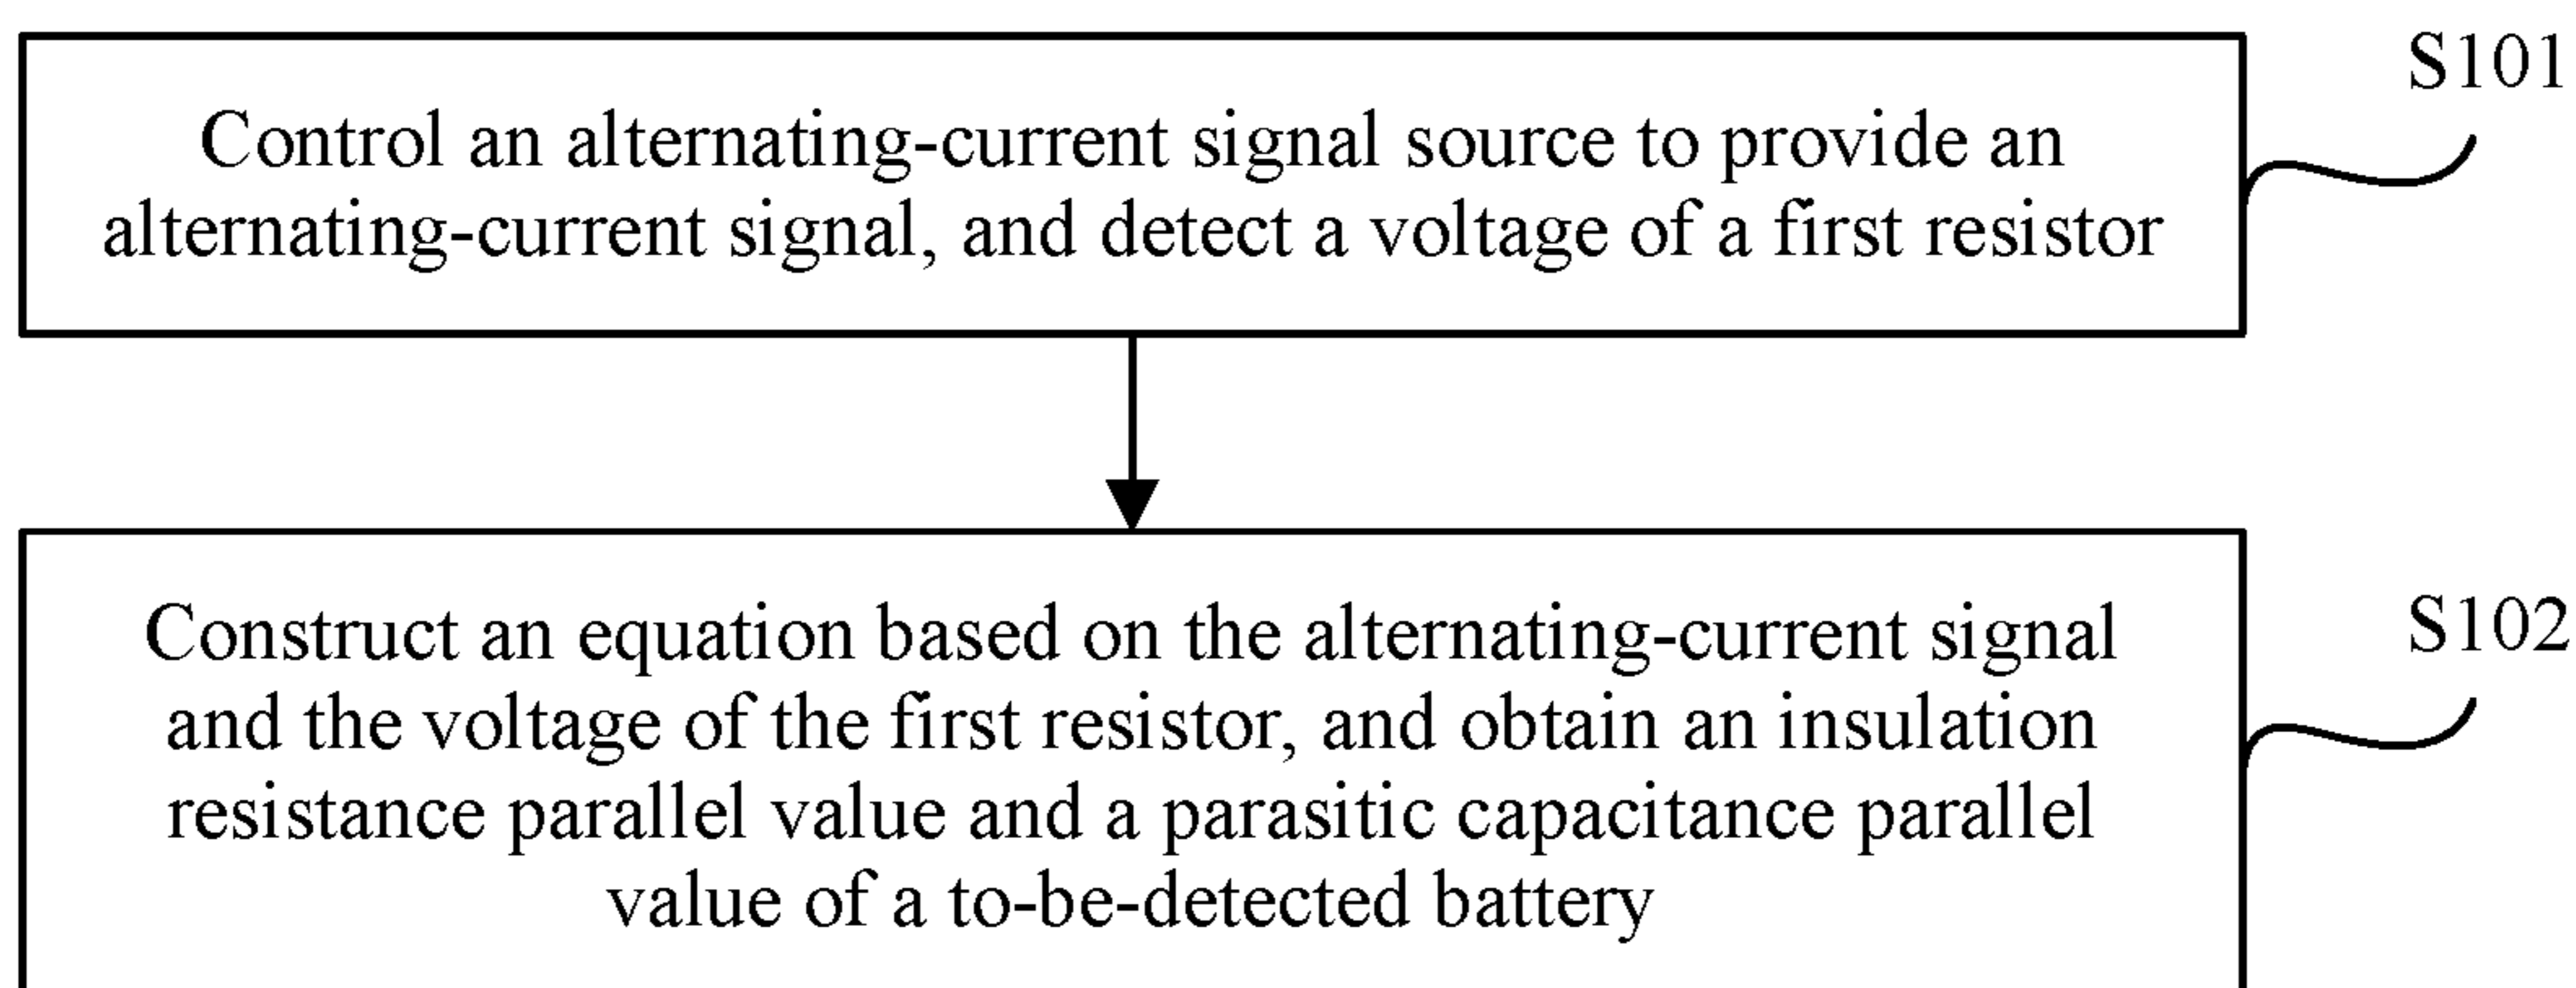 S101
Control an alternating-current signal source to provide an
alternating-current signal, and detect a voltage of a first resistor
S102
Construct an equation based on the alternating-current signal
and the voltage of the first resistor, and obtain an insulation
resistance parallel value and a parasitic capacitance parallel
value of a to-be-detected battery